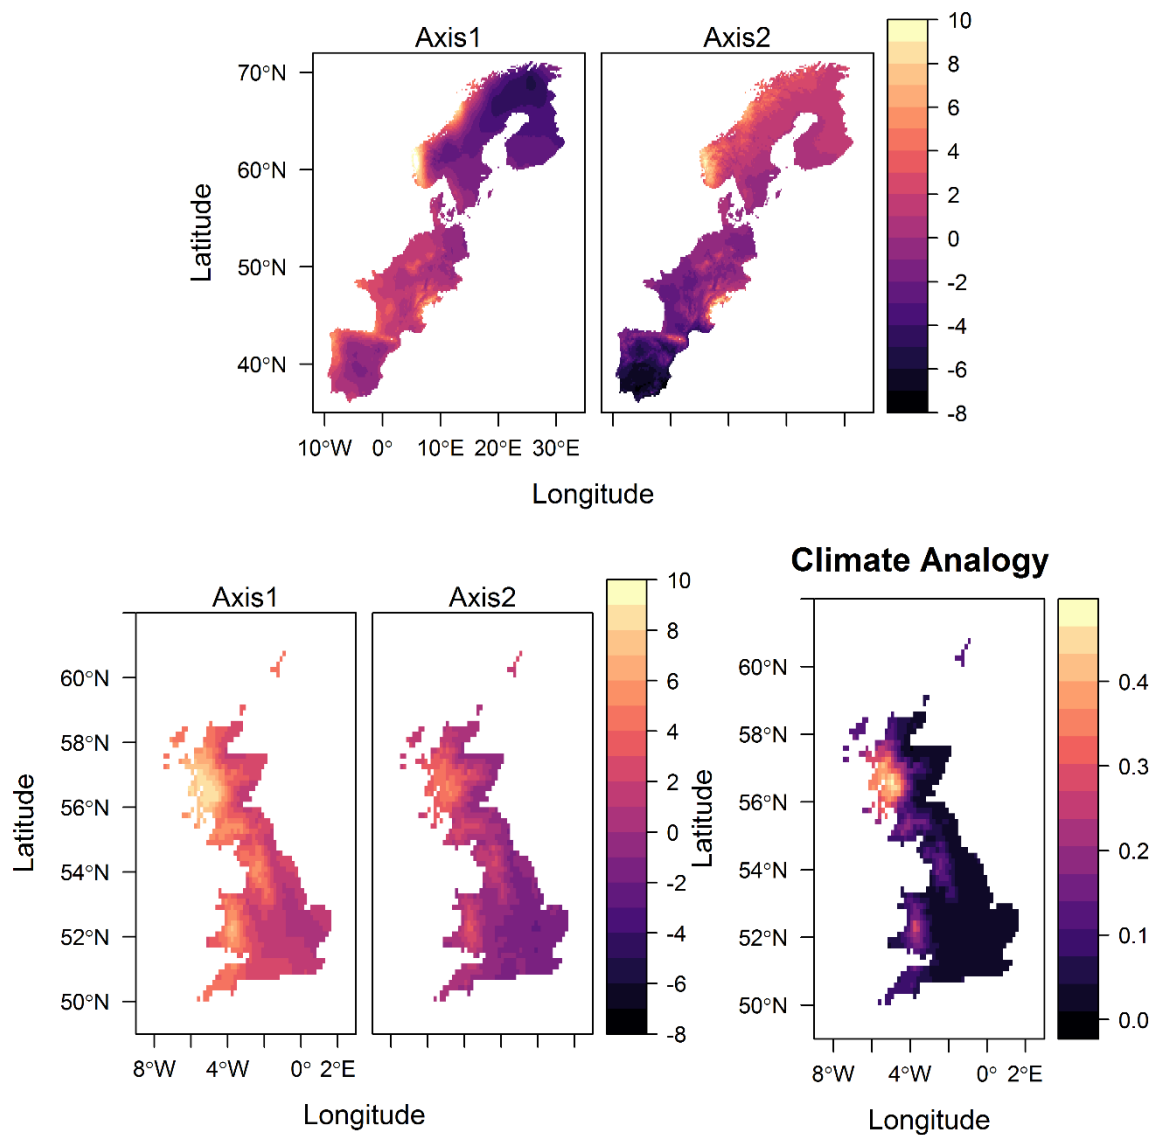 Axis1
Axis2
70°N
60°N
50°N
40°N
Latitude
10°W 0° 10°E 20°E 30°E
Longitude
10
8
6
4
2
0
-2
-4
-6
-8
Axis1
Axis2
60°N
58°N
56°N
54°N
52°N
50°N
Latitude
8°W 4°W 0° 2°E
Longitude
10
8
6
4
2
0
-2
-4
-6
-8
Climate Analogy
60°N
58°N
56°N
54°N
52°N
50°N
Latitude
8°W 4°W 0° 2°E
Longitude
0.4
0.3
0.2
0.1
0.0